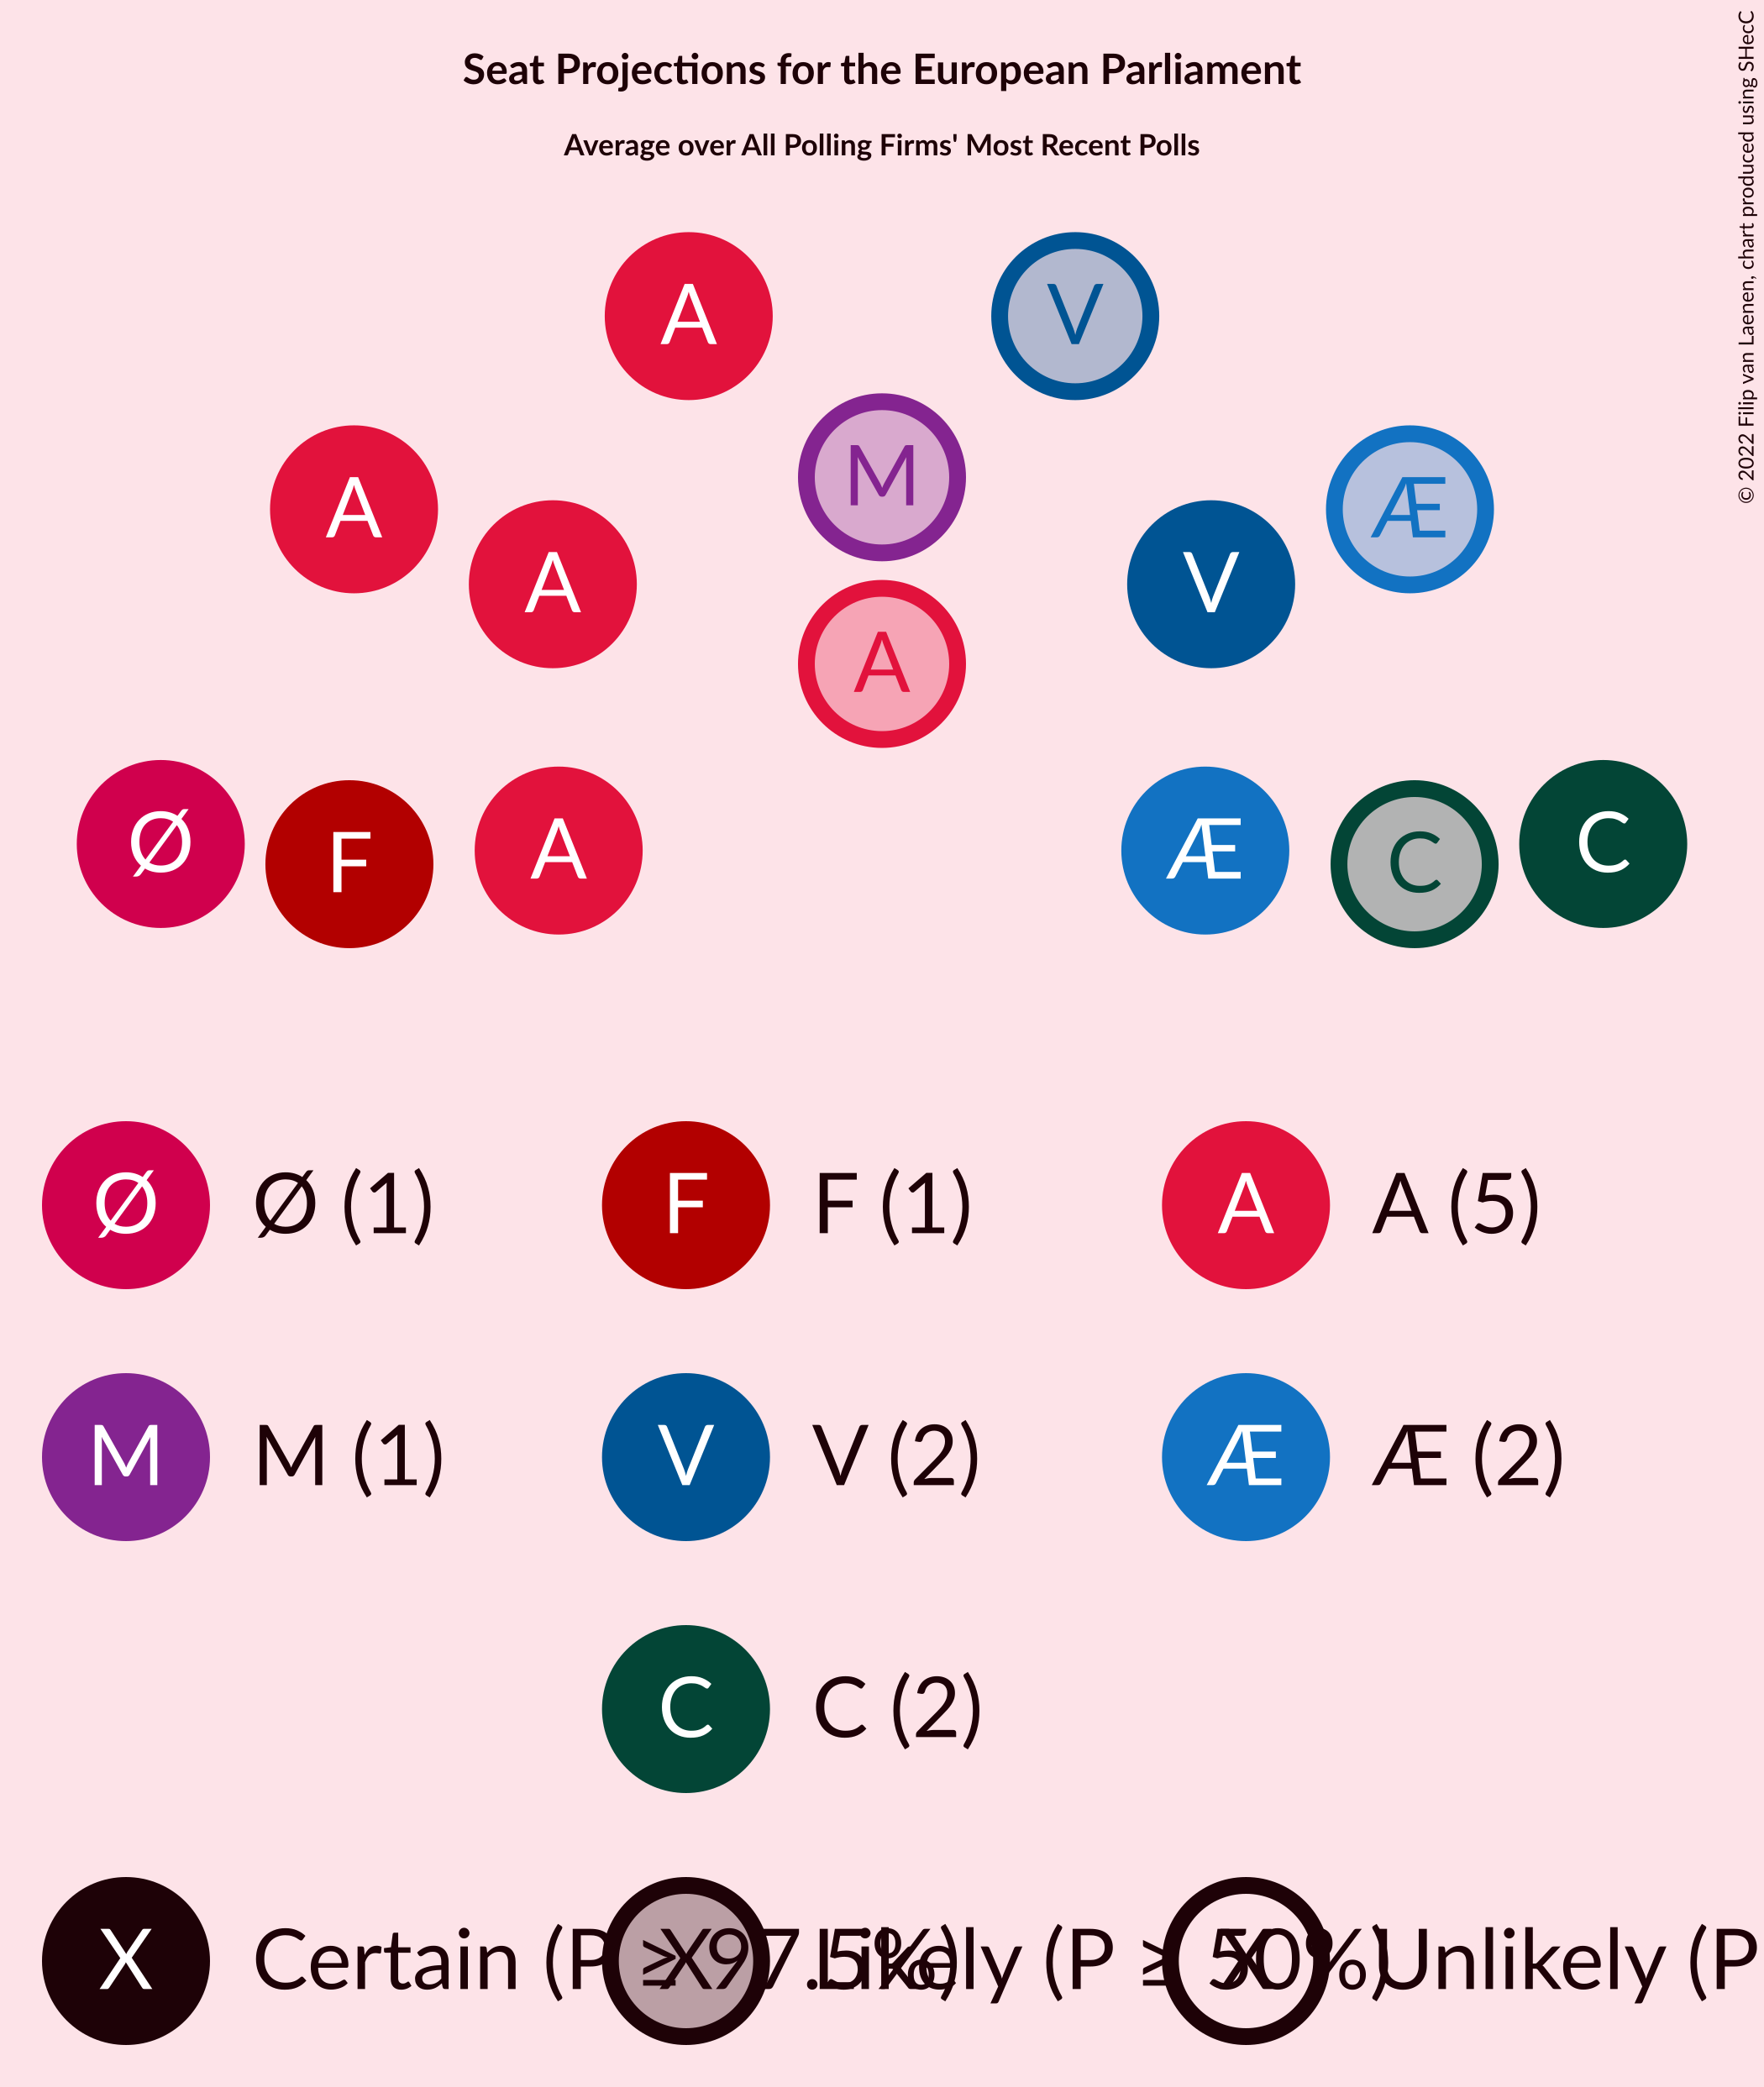 Seat Projections for the European Parliament
Average over All Polling Firms' Most Recent Polls
© 2022 Filip van Laenen, chart produced using SHecC
A V
M
A Æ
A V
A
Ø F A Æ C C
Ø Ø (1) F F (1) A A (5)
M M (1) V V (2) Æ Æ (2)
C C (2)
X Certain (P ≥ 97.5%) X Likely (P ≥ 50%) X Unlikely (P